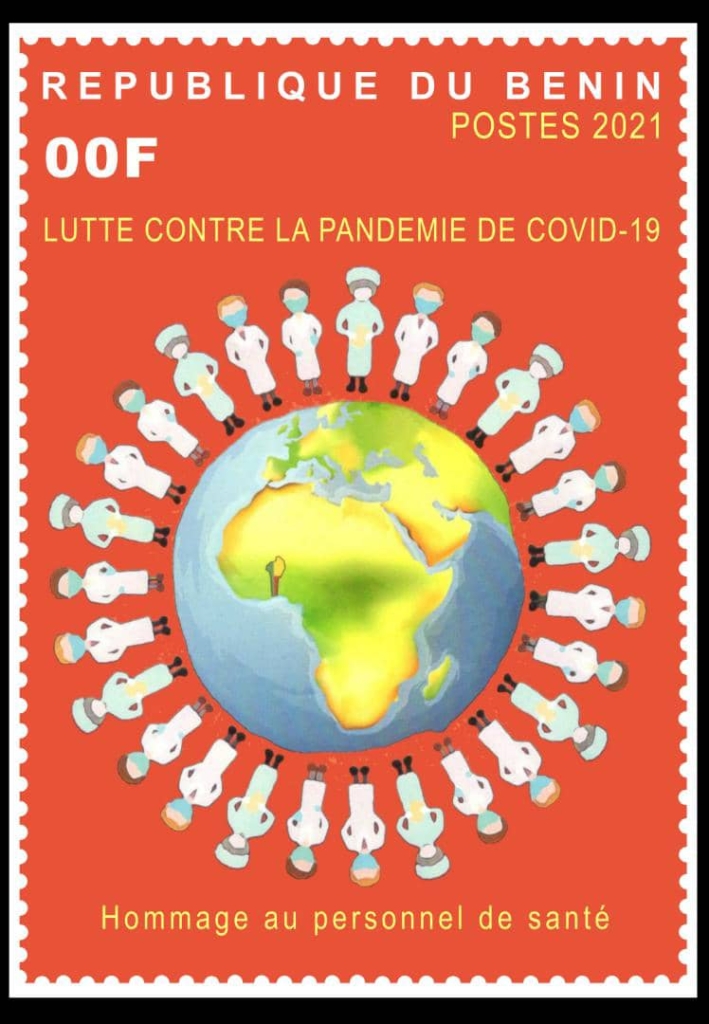 REPUBLIQUE DU BENIN
POSTES 2021
00F
LUTTE CONTRE LA PANDEMIE DE COVID-19
Hommage au personnel de santé